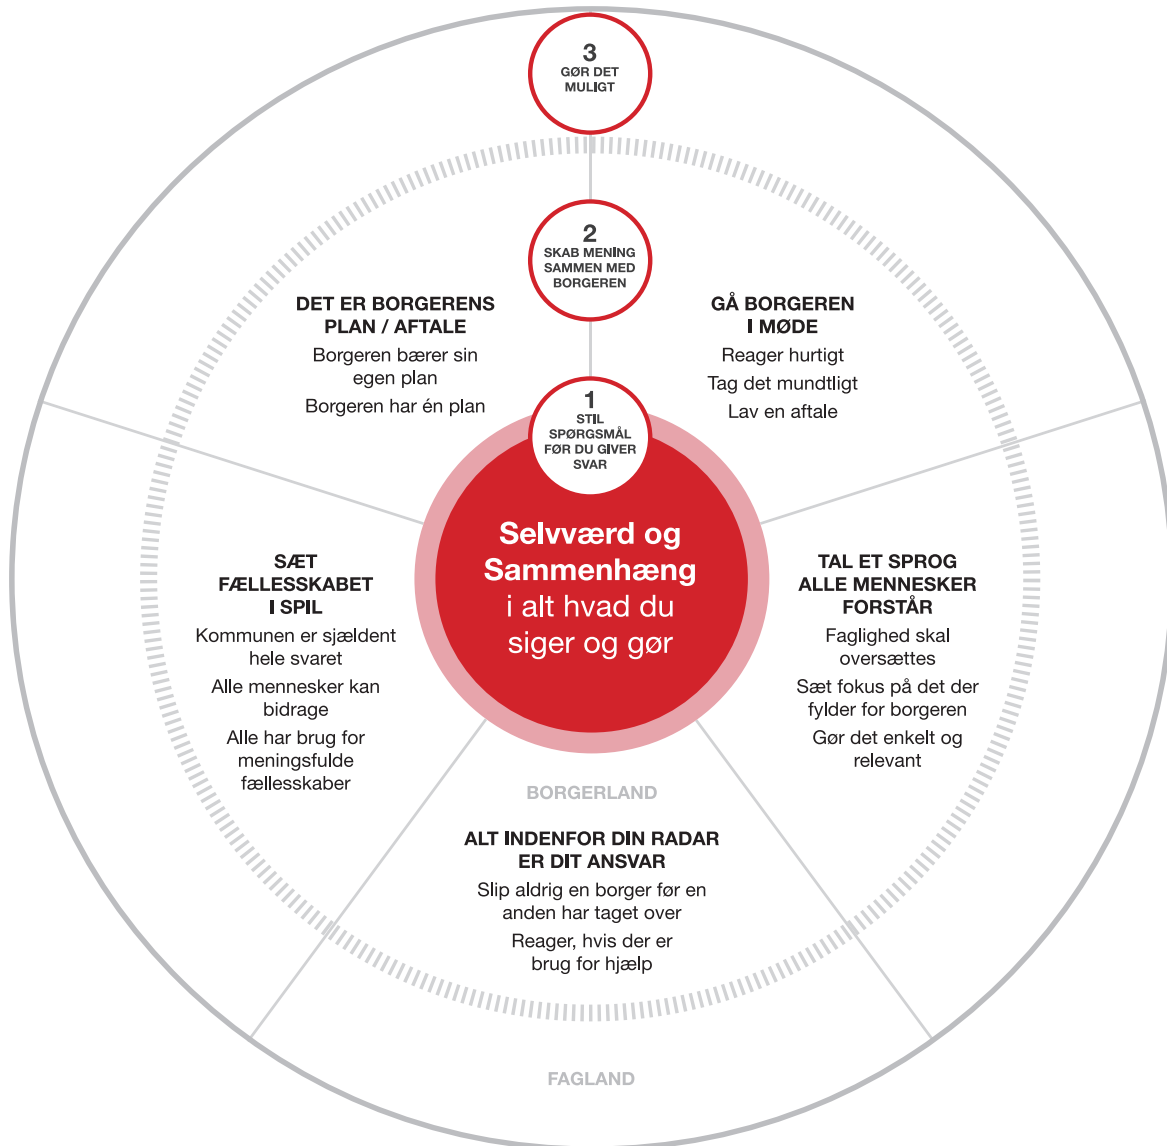 3
GØR DET
MULIGT
2
SKAB MENING
SAMMEN MED
BORGEREN
1
STIL
SPØRGSMÅL
FØR DU GIVER
SVAR
Selvværd og
Sammenhæng
i alt hvad du
siger og gør
DET ER BORGERENS
PLAN / AFTALE
Borgeren bærer sin
egen plan
Borgeren har én plan
GÅ BORGEREN
I MØDE
Reager hurtigt
Tag det mundtligt
Lav en aftale
SÆT
FÆLLESSKABET
I SPIL
Kommunen er sjældent
hele svaret
Alle mennesker kan
bidrage
Alle har brug for
meningsfulde
fællesskaber
TAL ET SPROG
ALLE MENNESKER
FORSTÅR
Faglighed skal
oversættes
Sæt fokus på det der
fylder for borgeren
Gør det enkelt og
relevant
BORGERLAND
ALT INDENFOR DIN RADAR
ER DIT ANSVAR
Slip aldrig en borger før en
anden har taget over
Reager, hvis der er
brug for hjælp
FAGLAND